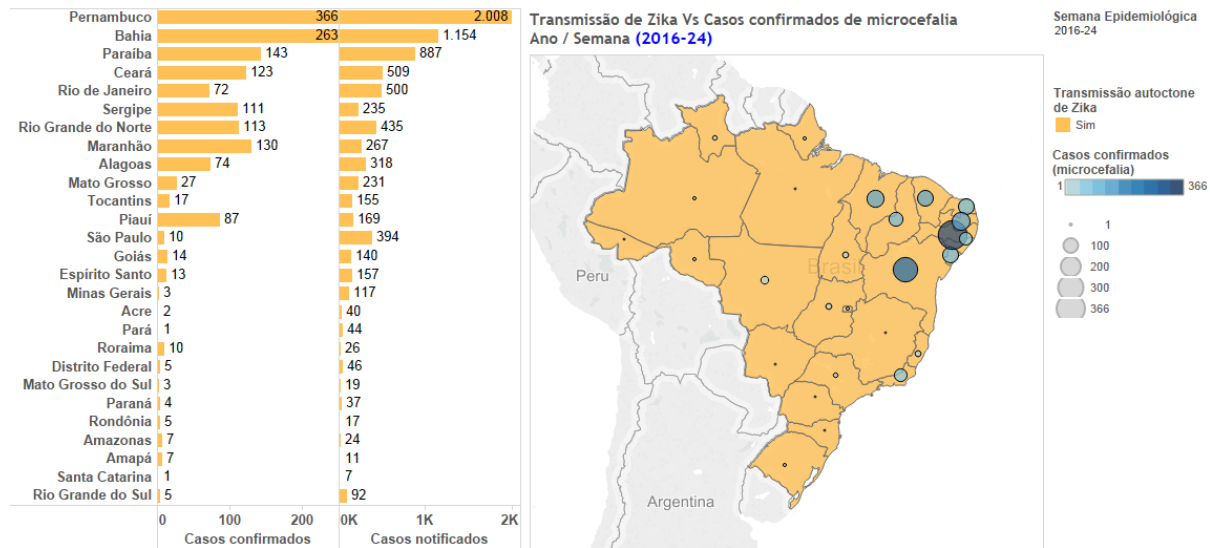 Pernambuco 366 2.008
Bahia 263 1.154
Paraíba 143 887
Ceará 123 509
Rio de Janeiro 72 500
Sergipe 111 235
Rio Grande do Norte 113 435
Maranhão 130 267
Alagoas 74 318
Mato Grosso 27 231
Tocantins 17 155
Piauí 87 169
São Paulo 10 394
Goiás 14 140
Espírito Santo 13 157
Minas Gerais 3 117
Acre 2 40
Pará 1 44
Roraima 10 26
Distrito Federal 5 46
Mato Grosso do Sul 3 19
Paraná 4 37
Rondônia 5 17
Amazonas 7 24
Amapá 7 11
Santa Catarina 1 7
Rio Grande do Sul 5 92
0 100 200 0K 1K 2K
Casos confirmados Casos notificados
Transmissão de Zika Vs Casos confirmados de microcefalia
Ano / Semana (2016-24)
Brasil
Peru
Argentina
Semana Epidemiológica
2016-24
Transmissão autoctone
de Zika
Sim
Casos confirmados
(microcefalia)
1 366
1
100
200
300
366